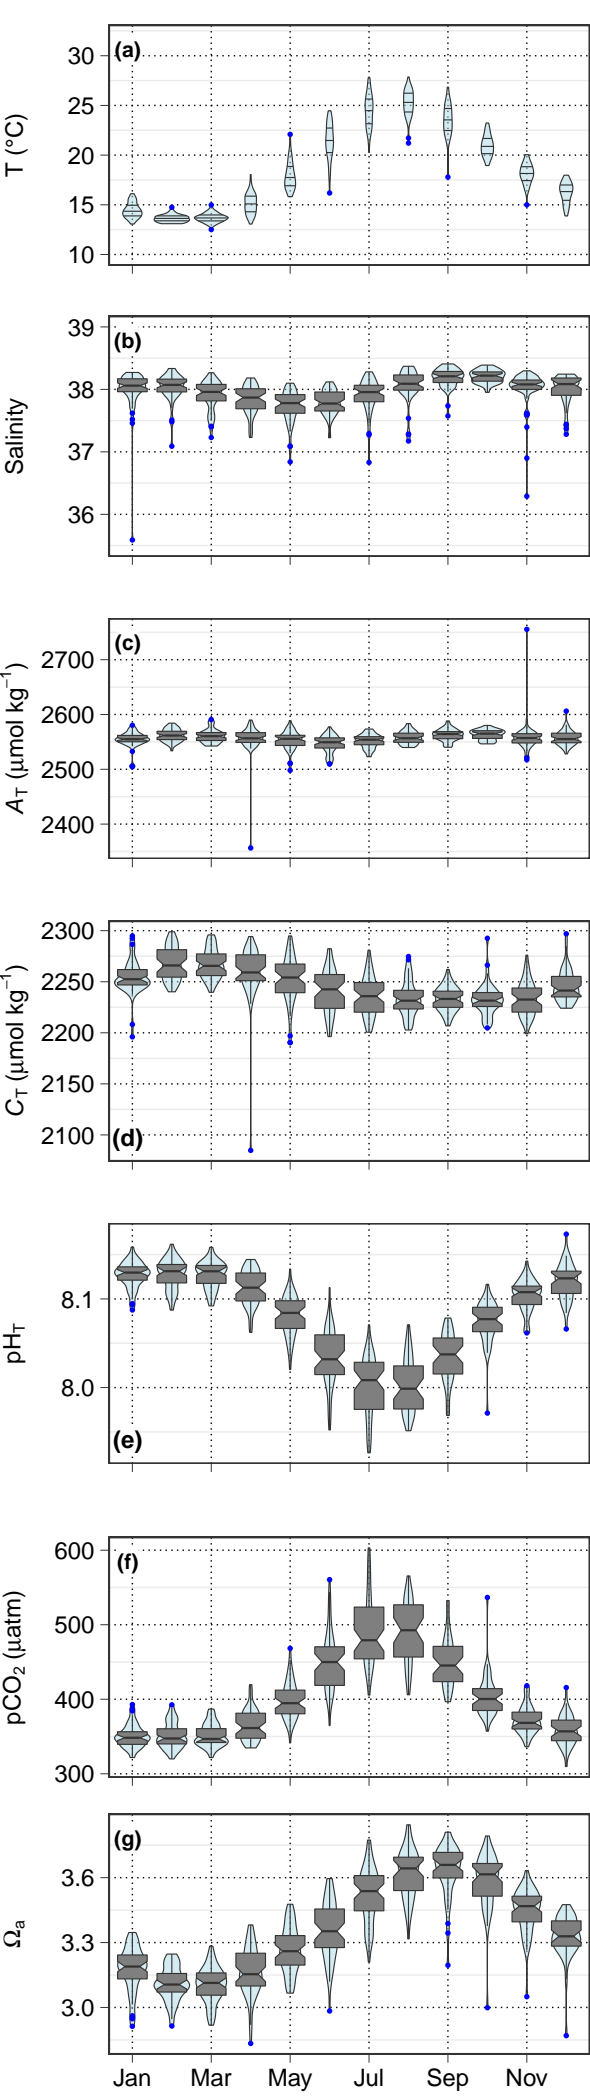 (a)
T (°C)
30
25
20
15
10
(b)
Salinity
39
38
37
36
(c)
A_T (μmol kg⁻¹)
2700
2600
2500
2400
C_T (μmol kg⁻¹)
2300
2250
2200
2150
2100
(d)
pH_T
8.1
8.0
(e)
(f)
pCO₂ (μatm)
600
500
400
300
(g)
Ωₐ
3.6
3.3
3.0
Jan Mar May Jul Sep Nov